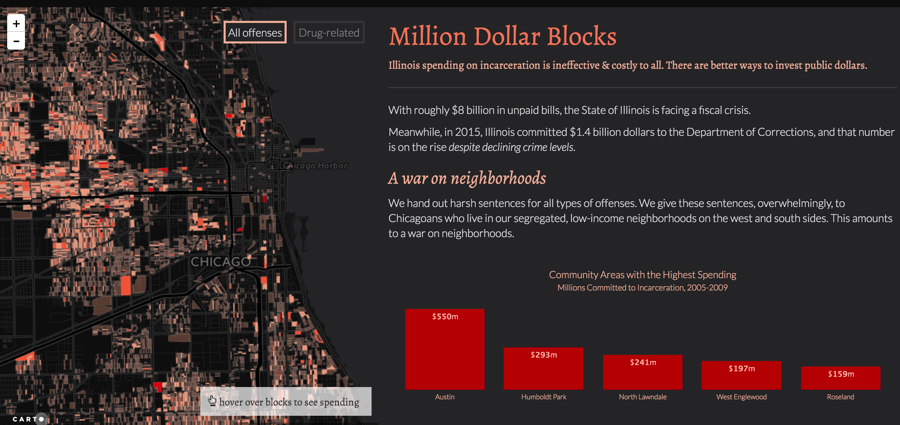 +
-
All offenses
Drug-related
Chicago Harbor
CHICAGO
hover over blocks to see spending
CARTO
Million Dollar Blocks
Illinois spending on incarceration is ineffective & costly to all. There are better ways to invest public dollars.
With roughly $8 billion in unpaid bills, the State of Illinois is facing a fiscal crisis.
Meanwhile, in 2015, Illinois committed $1.4 billion dollars to the Department of Corrections, and that number
is on the rise despite declining crime levels.
A war on neighborhoods
We hand out harsh sentences for all types of offenses. We give these sentences, overwhelmingly, to
Chicagoans who live in our segregated, low-income neighborhoods on the west and south sides. This amounts
to a war on neighborhoods.
Community Areas with the Highest Spending
Millions Committed to Incarceration, 2005-2009
$550m
$293m
$241m
$197m
$159m
Austin
Humboldt Park
North Lawndale
West Englewood
Roseland